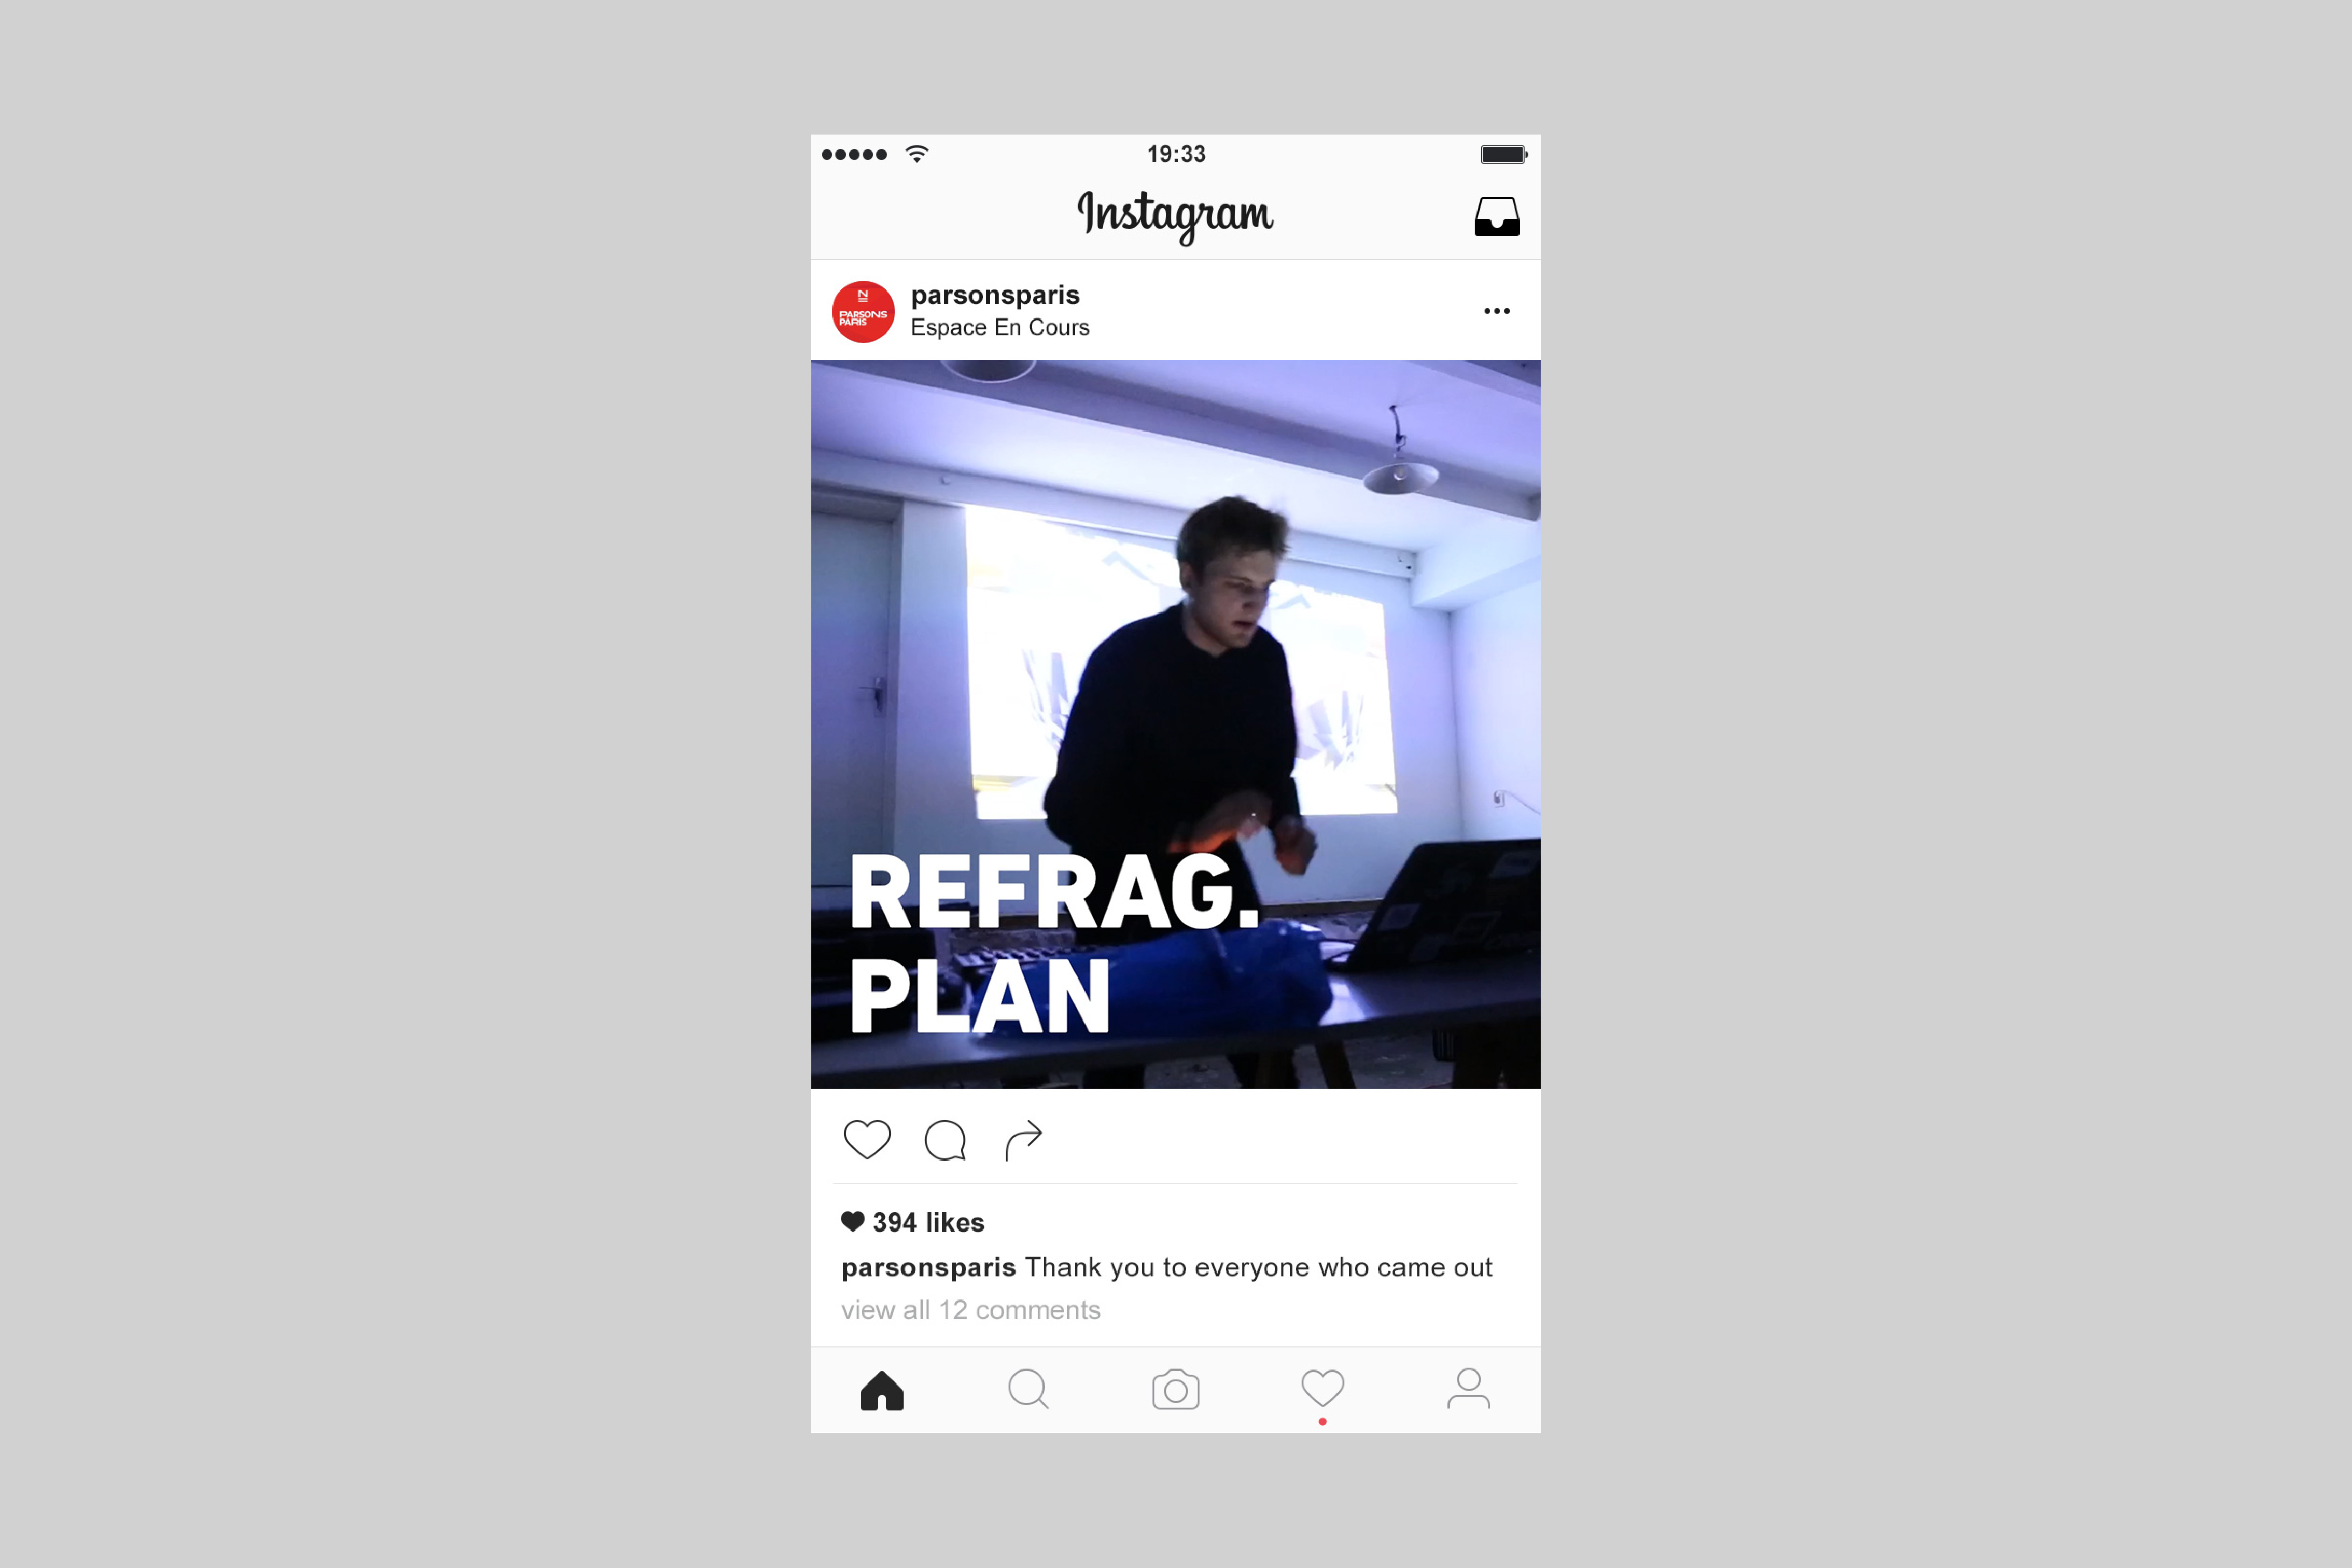 19:33
Instagram
N
PARSONS
PARIS
parsonsparis
Espace En Cours
REFRAG.
PLAN
394 likes
parsonsparis Thank you to everyone who came out
view all 12 comments